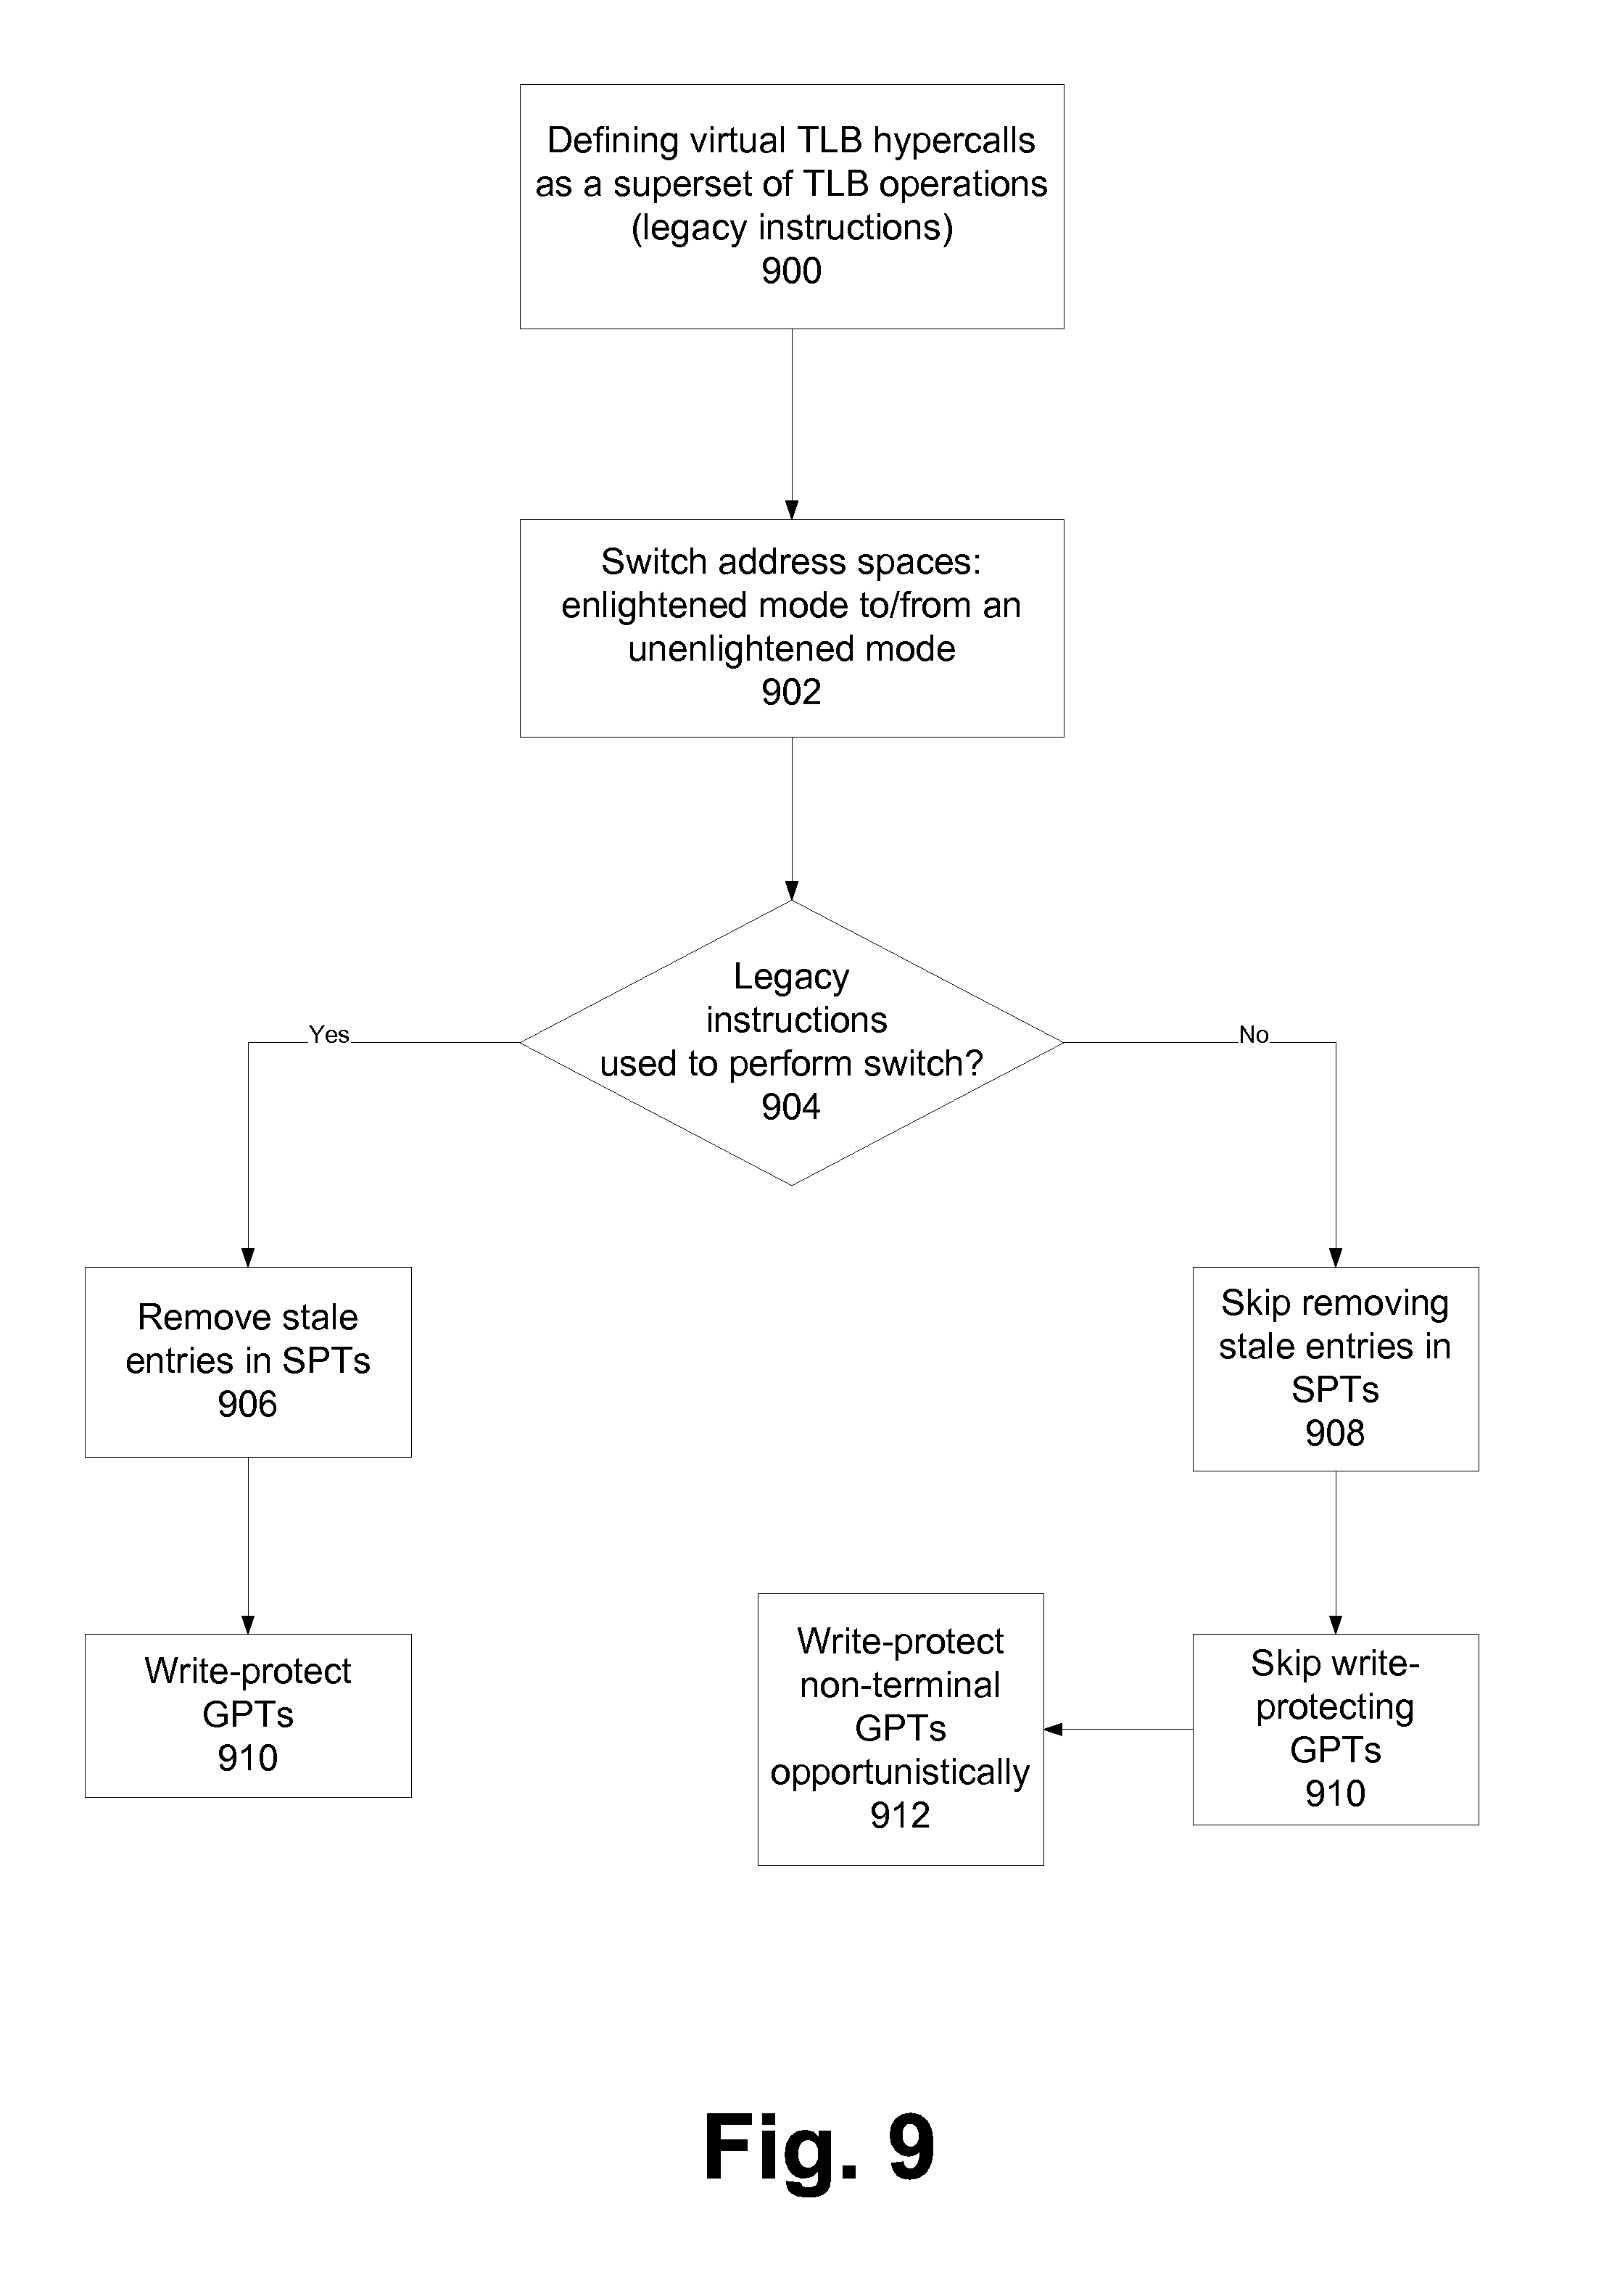 Defining virtual TLB hypercalls
as a superset of TLB operations
(legacy instructions)
900
Switch address spaces:
enlightened mode to/from an
unenlightened mode
902
Legacy
instructions
used to perform switch?
904
Yes
No
Remove stale
entries in SPTs
906
Skip removing
stale entries in
SPTs
908
Write-protect
GPTs
910
Write-protect
non-terminal
GPTs
opportunistically
912
Skip write-
protecting
GPTs
910
Fig. 9